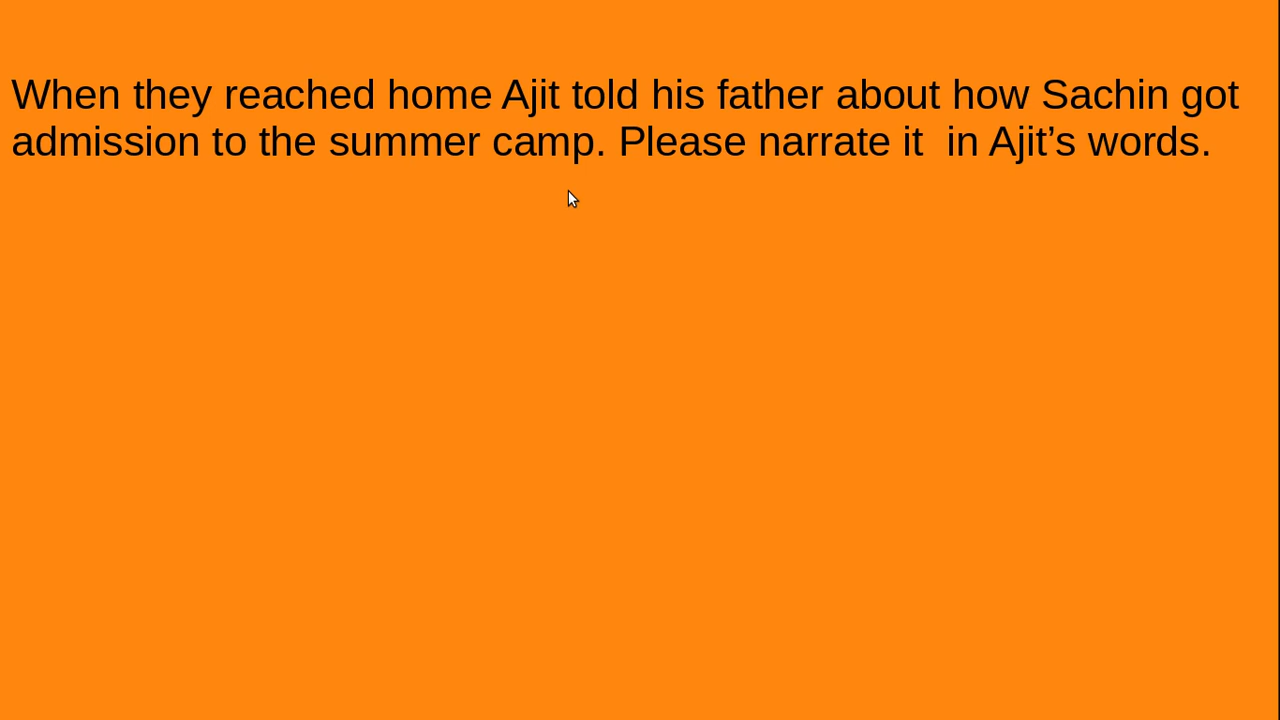 When they reached home Ajit told his father about how Sachin got
admission to the summer camp. Please narrate it  in Ajit’s words.